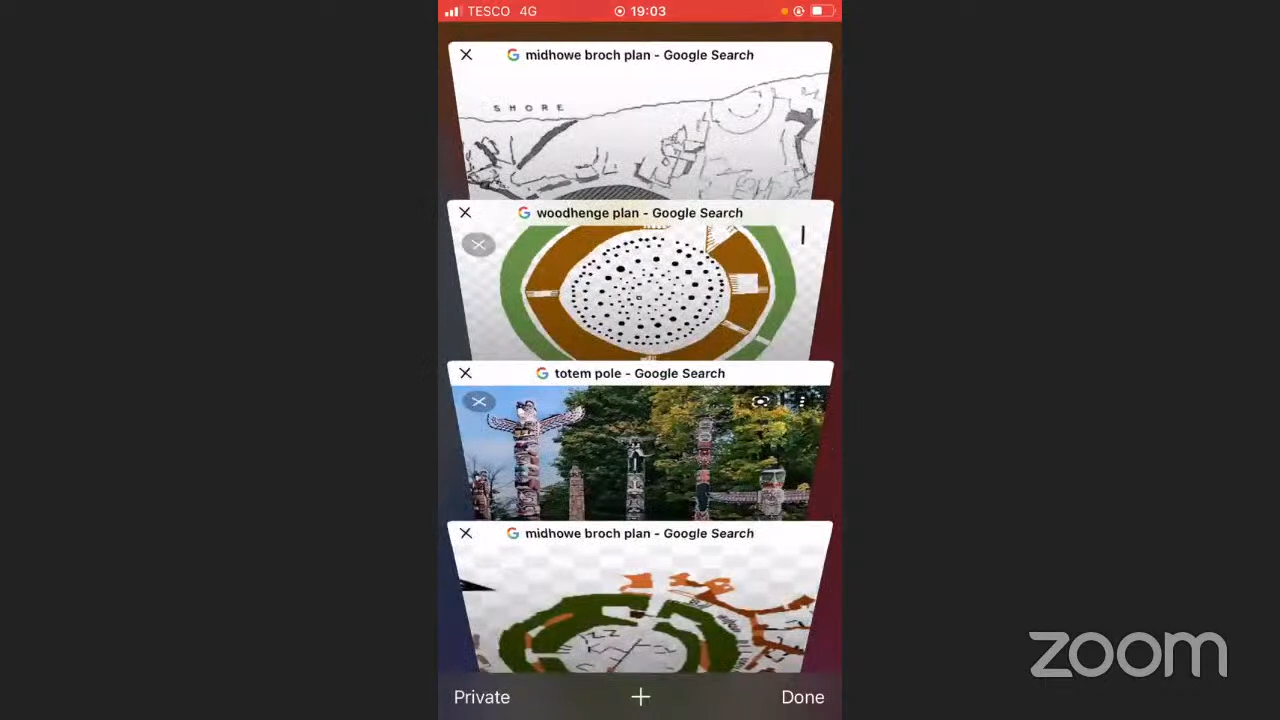 TESCO 4G 19:03
midhowe broch plan - Google Search
SHORE
woodhenge plan - Google Search
totem pole - Google Search
midhowe broch plan - Google Search
Private + Done
zoom